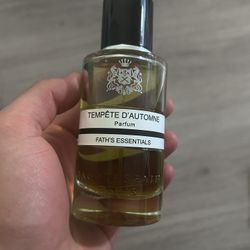 TEMPÊTE D'AUTOMNE
Parfum
FATH'S ESSENTIALS